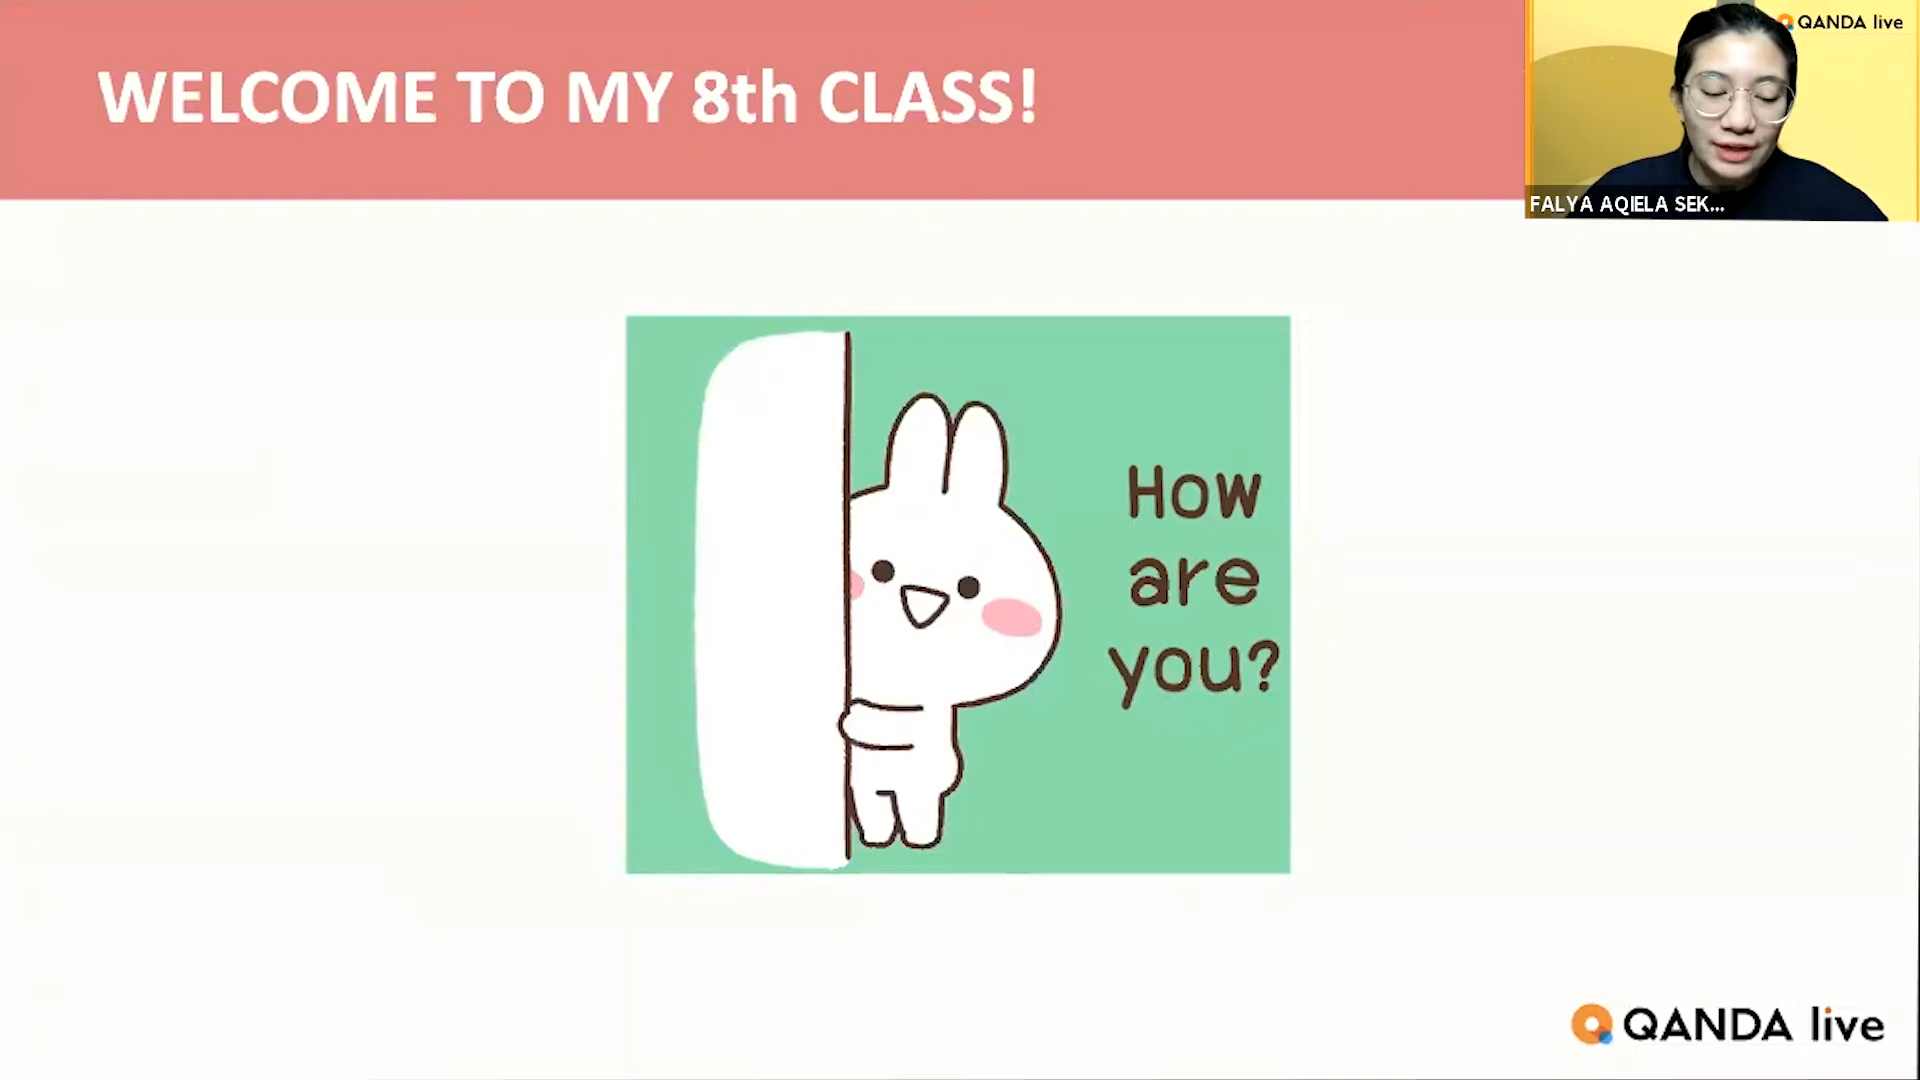 WELCOME TO MY 8th CLASS!
QANDA live
FALYA AQIELA SEK...
How
are
you?
QANDA live